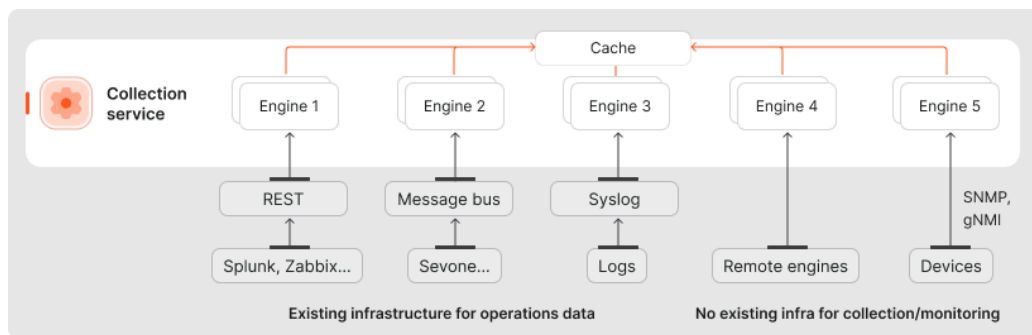 Cache
Collection
service
Engine 1
Engine 2
Engine 3
Engine 4
Engine 5
REST
Message bus
Syslog
SNMP,
gNMI
Splunk, Zabbix...
Sevone...
Logs
Remote engines
Devices
Existing infrastructure for operations data
No existing infra for collection/monitoring